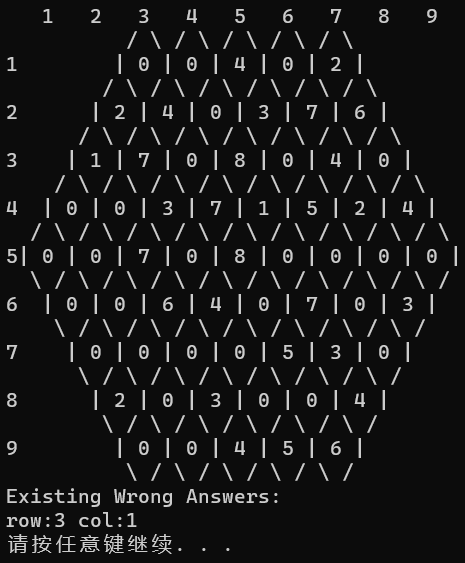 1 2 3 4 5 6 7 8 9
/ \ / \ / \ / \ / \
1 | 0 | 0 | 4 | 0 | 2 |
/ \ / \ / \ / \ / \ / \
2 | 2 | 4 | 0 | 3 | 7 | 6 |
/ \ / \ / \ / \ / \ / \ / \
3 | 1 | 7 | 0 | 8 | 0 | 4 | 0 |
/ \ / \ / \ / \ / \ / \ / \ / \
4 | 0 | 0 | 3 | 7 | 1 | 5 | 2 | 4 |
/ \ / \ / \ / \ / \ / \ / \ / \ / \
5| 0 | 0 | 7 | 0 | 8 | 0 | 0 | 0 | 0 |
\ / \ / \ / \ / \ / \ / \ / \ / \ /
6 | 0 | 0 | 6 | 4 | 0 | 7 | 0 | 3 |
\ / \ / \ / \ / \ / \ / \ / \ /
7 | 0 | 0 | 0 | 0 | 5 | 3 | 0 |
\ / \ / \ / \ / \ / \ / \ /
8 | 2 | 0 | 3 | 0 | 0 | 4 |
\ / \ / \ / \ / \ / \ /
9 | 0 | 0 | 4 | 5 | 6 |
\ / \ / \ / \ / \ /
Existing Wrong Answers:
row:3 col:1
请按任意键继续. . .